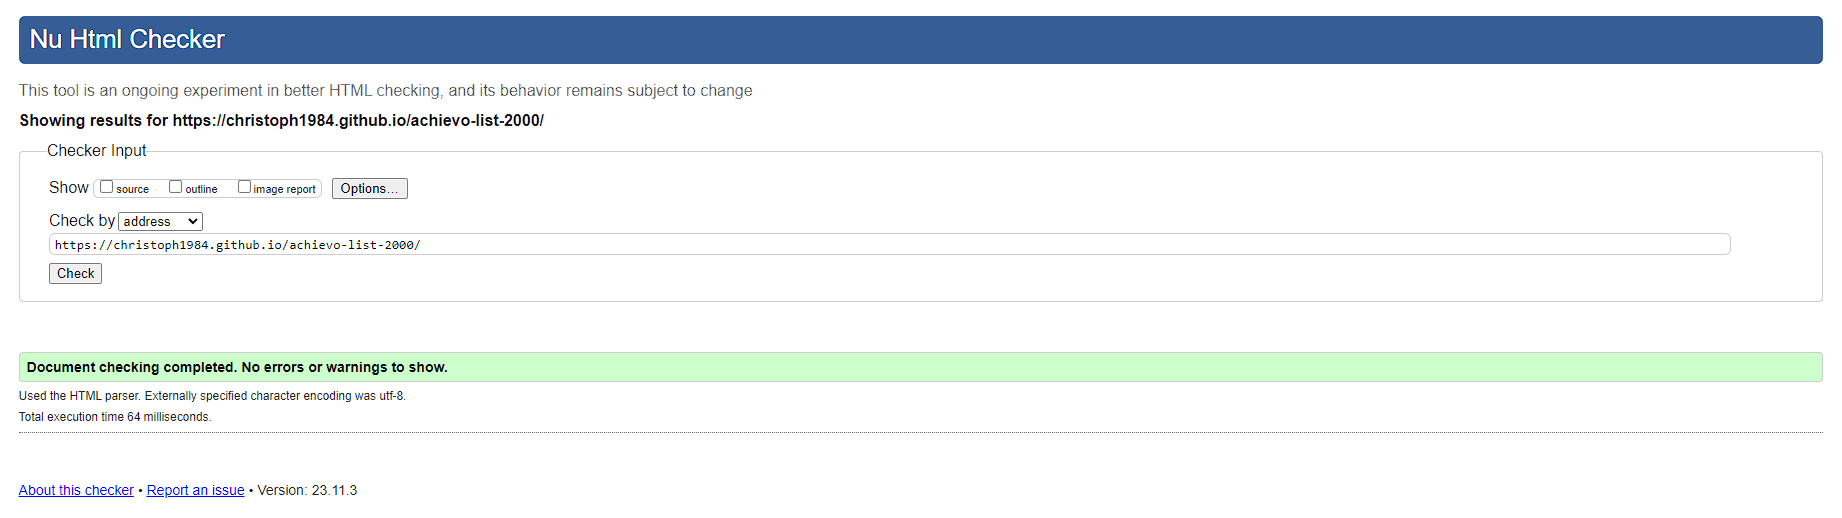 Nu Html Checker
This tool is an ongoing experiment in better HTML checking, and its behavior remains subject to change
Showing results for https://christoph1984.github.io/achievo-list-2000/
Checker Input
Show source outline image report Options...
Check by address
https://christoph1984.github.io/achievo-list-2000/
Check
Document checking completed. No errors or warnings to show.
Used the HTML parser. Externally specified character encoding was utf-8.
Total execution time 64 milliseconds.
About this checker • Report an issue • Version: 23.11.3